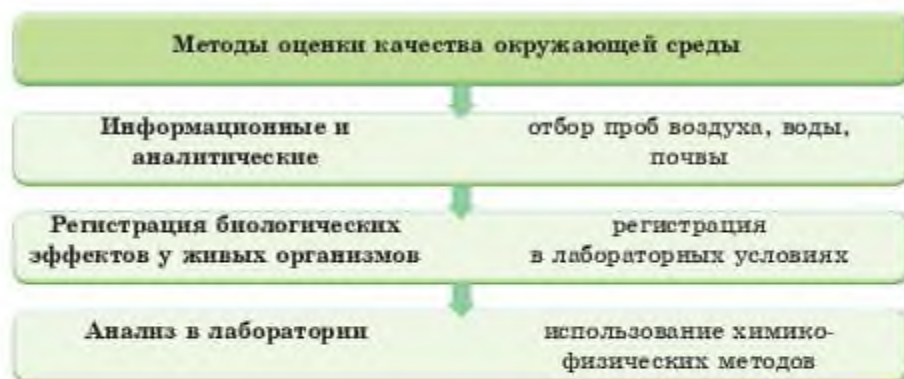 Методы оценки качества окружающей среды
Информационные и
аналитические
отбор проб воздуха, воды,
почвы
Регистрация биологических
эффектов у живых организмов
регистрация
в лабораторных условиях
Анализ в лаборатории
использование химико-
физических методов